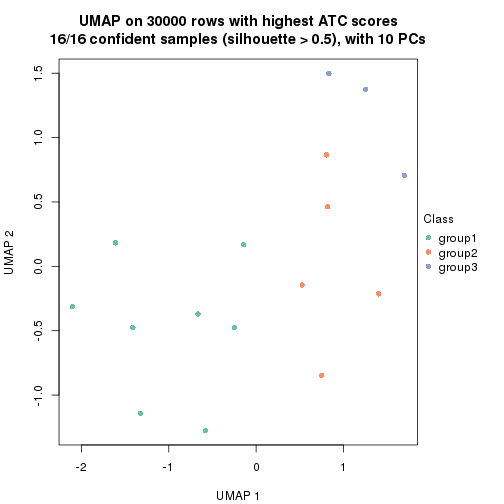 UMAP on 30000 rows with highest ATC scores
16/16 confident samples (silhouette > 0.5), with 10 PCs
1.5
1.0
0.5
0.0
-0.5
-1.0
UMAP 2
-2
-1
0
1
UMAP 1
Class
group1
group2
group3